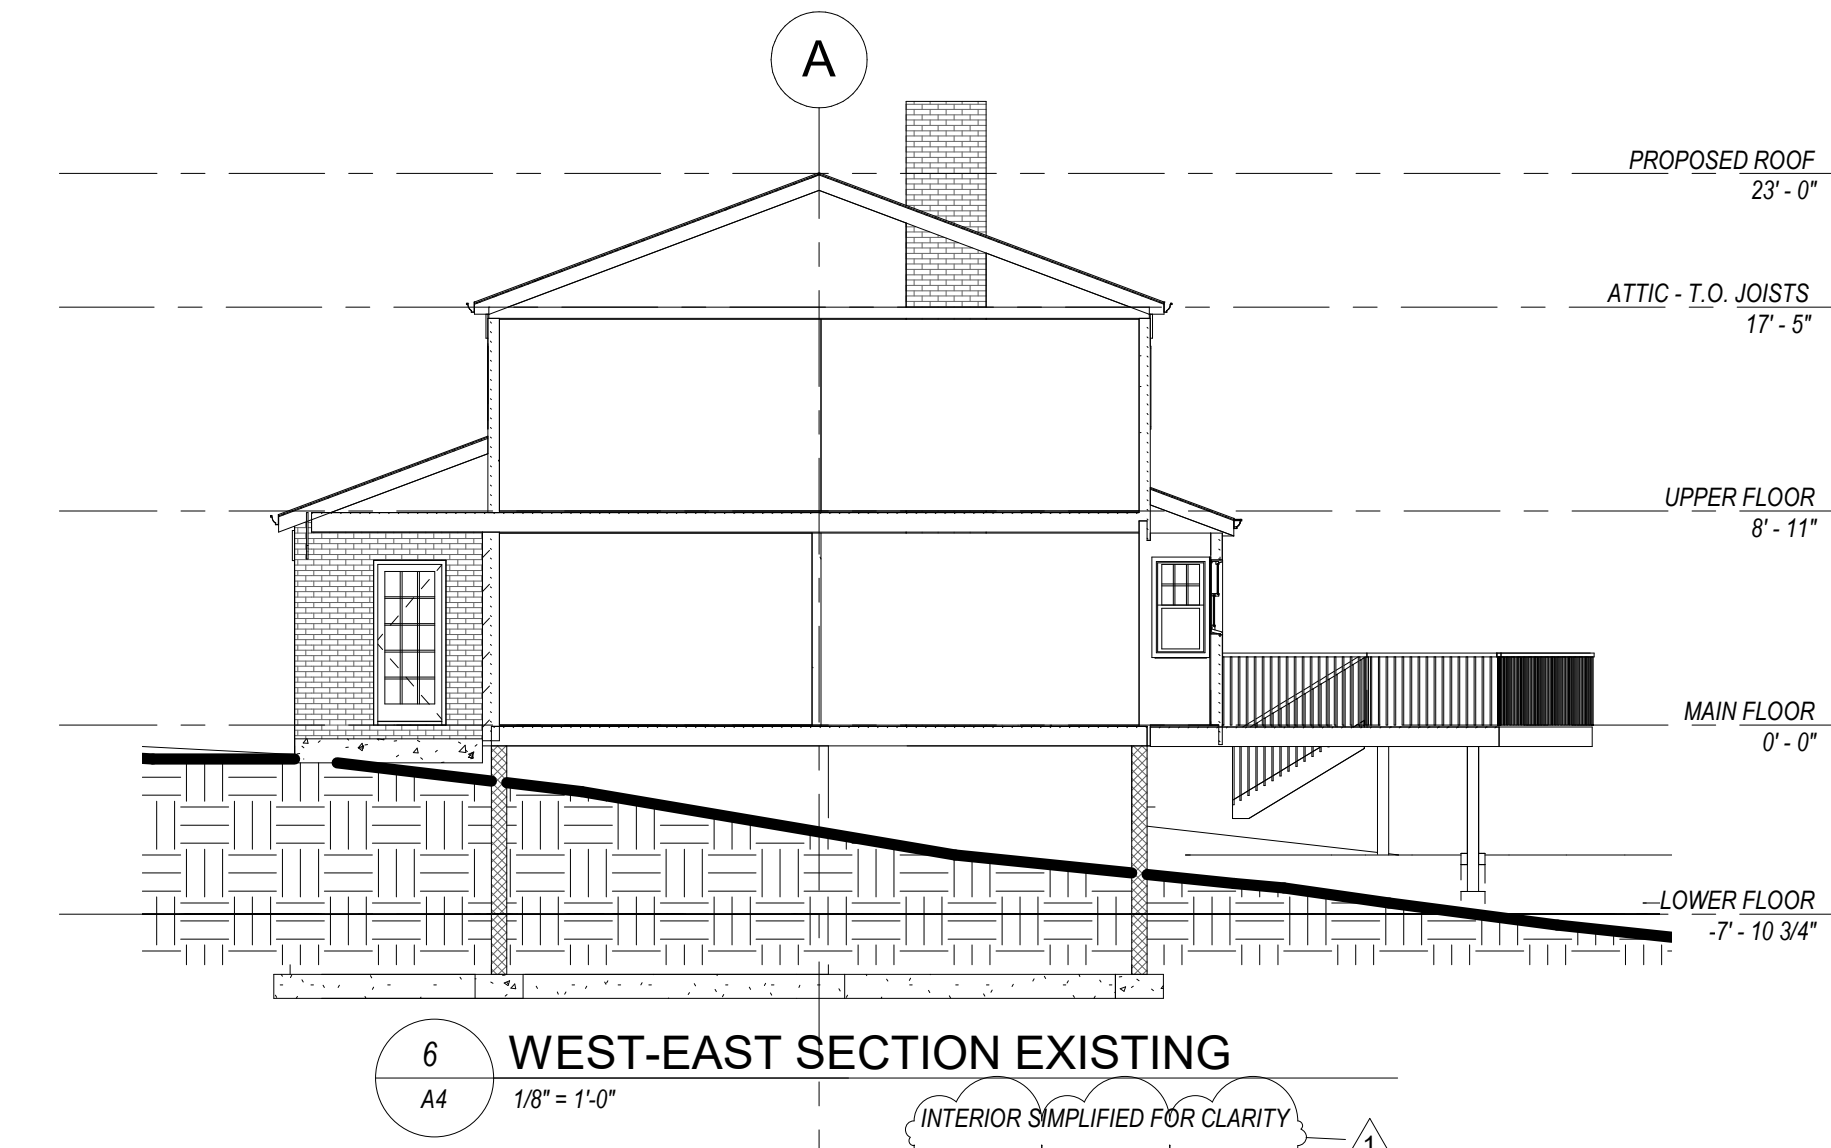 A
PROPOSED ROOF
23' - 0"
ATTIC - T.O. JOISTS
17' - 5"
UPPER FLOOR
8' - 11"
MAIN FLOOR
0' - 0"
LOWER FLOOR
-7' - 10 3/4"
6
A4
WEST-EAST SECTION EXISTING
1/8" = 1'-0"
INTERIOR SIMPLIFIED FOR CLARITY
1